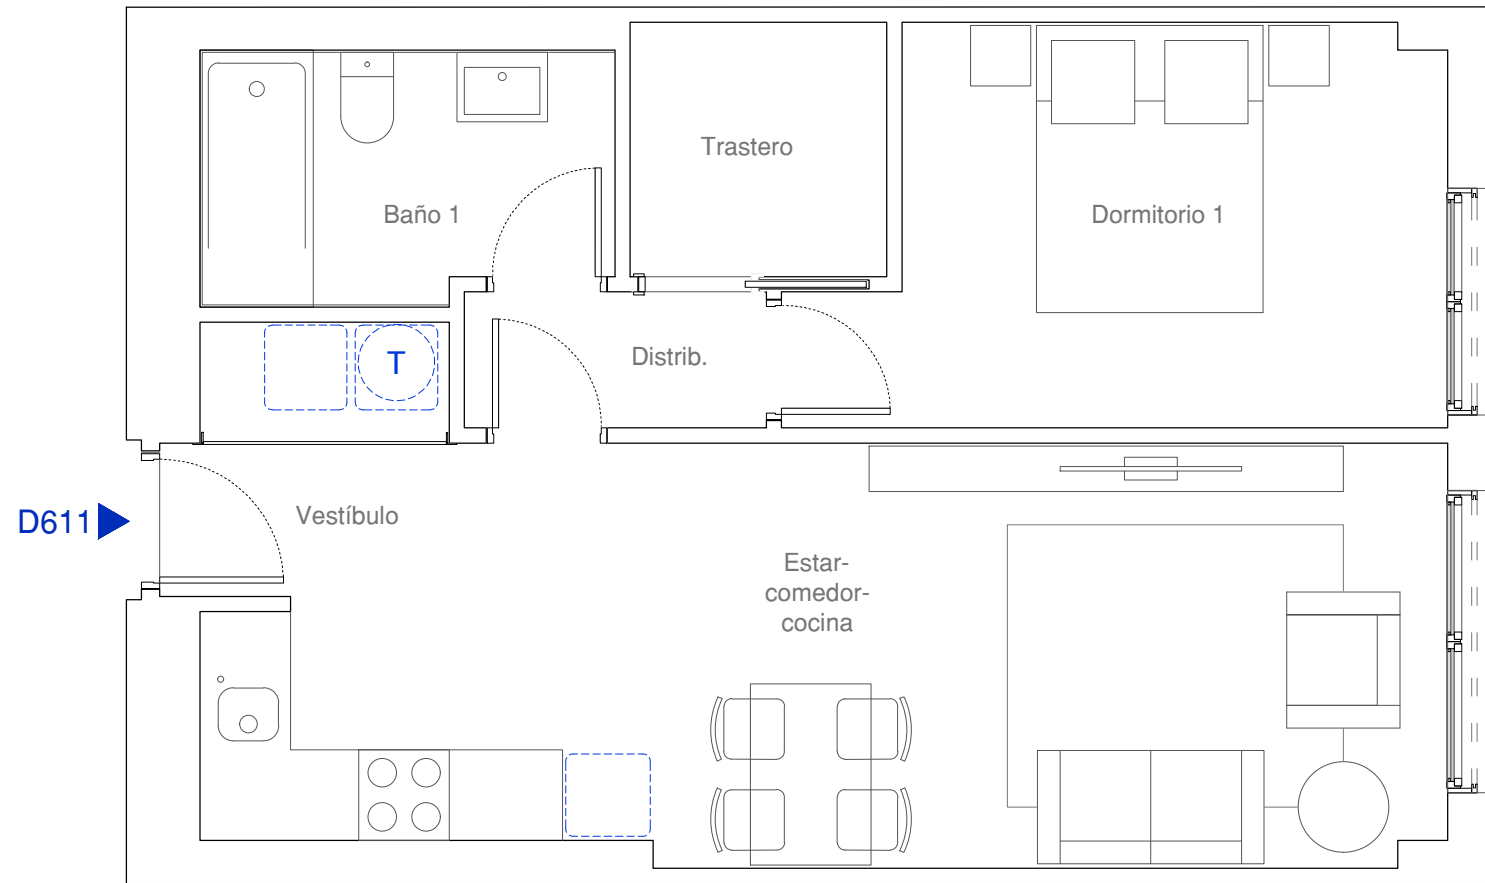 Trastero
Baño 1
Dormitorio 1
T
Distrib.
D611
Vestíbulo
Estar-
comedor-
cocina